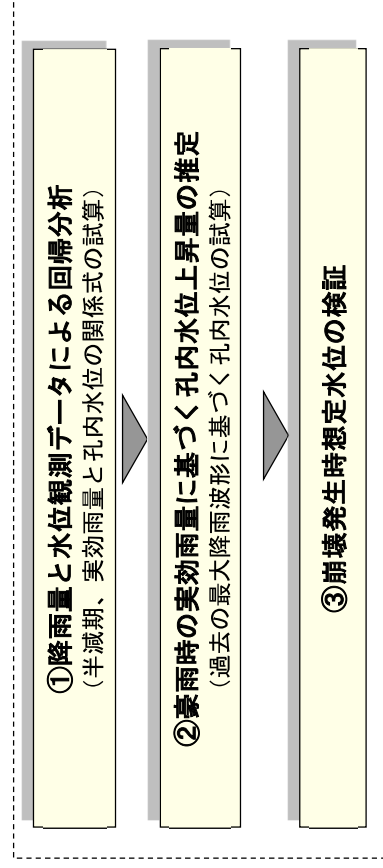 ①降雨量と水位観測データによる回帰分析
（半減期、実効雨量と孔内水位の関係式の試算）
②豪雨時の実効雨量に基づく孔内水位上昇量の推定
（過去の最大降雨波形に基づく孔内水位の試算）
③崩壊発生時想定水位の検証